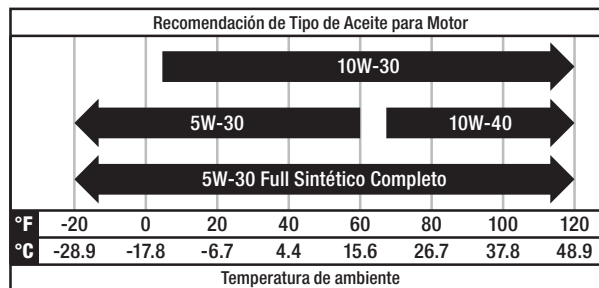 Recomendación de Tipo de Aceite para Motor
10W-30
5W-30 10W-40
5W-30 Full Sintético Completo
°F -20 0 20 40 60 80 100 120
°C -28.9 -17.8 -6.7 4.4 15.6 26.7 37.8 48.9
Temperatura de ambiente